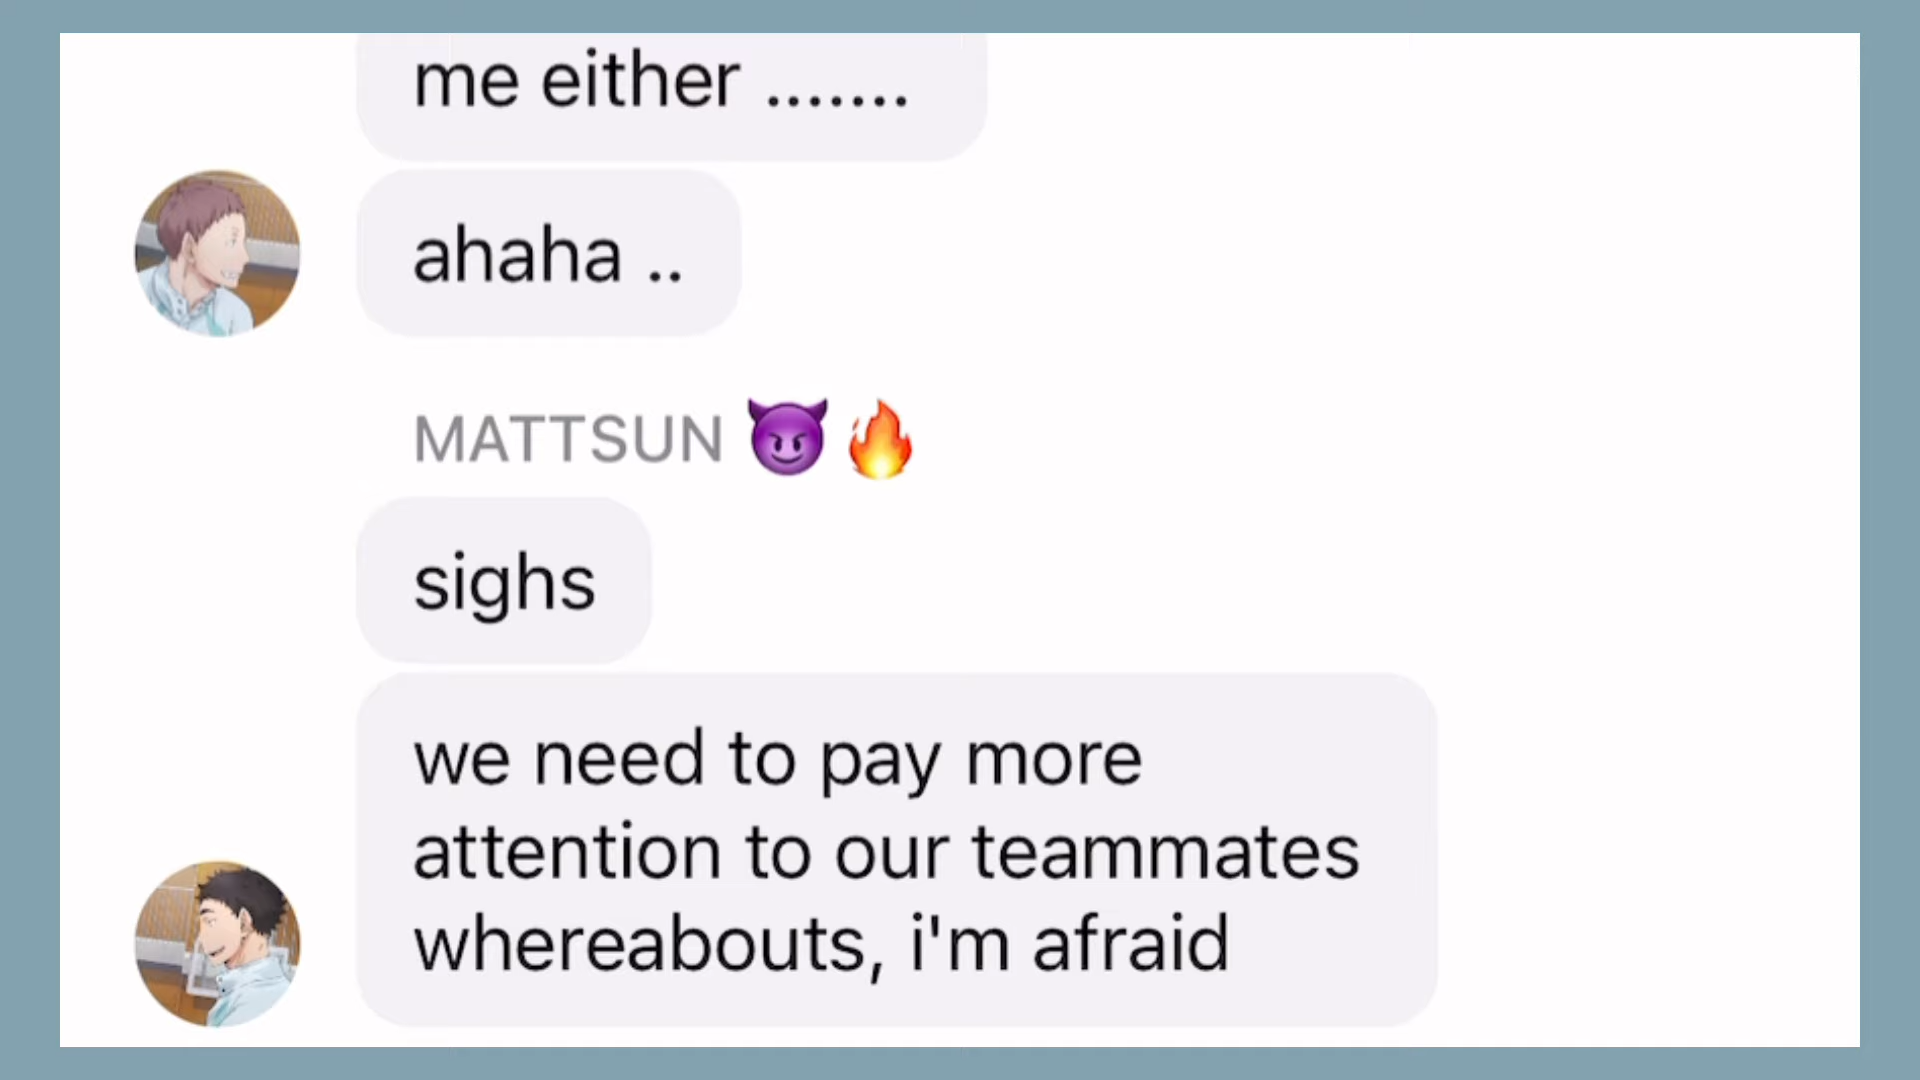 me either .......
ahaha ..
MATTSUN 😈 🔥
sighs
we need to pay more
attention to our teammates
whereabouts, i'm afraid